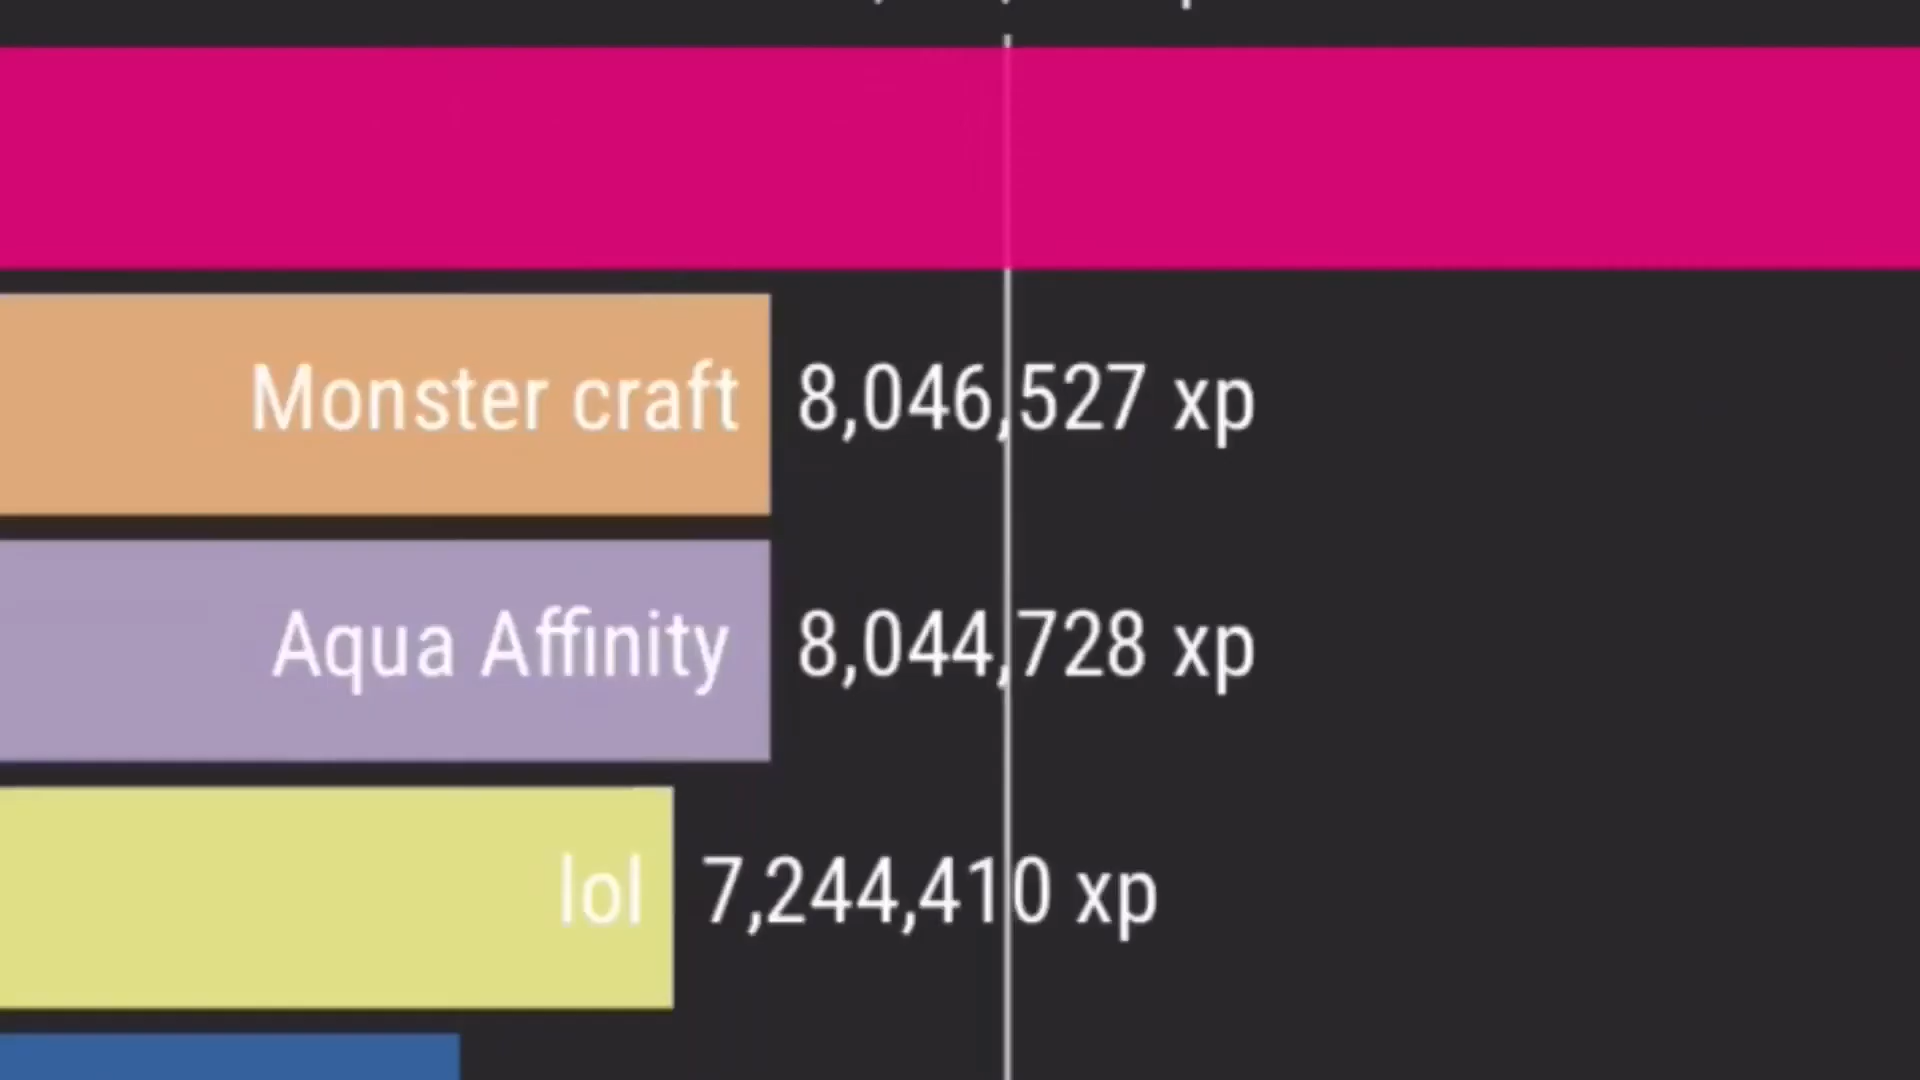 Monster craft 8,046,527 xp
Aqua Affinity 8,044,728 xp
lol 7,244,410 xp